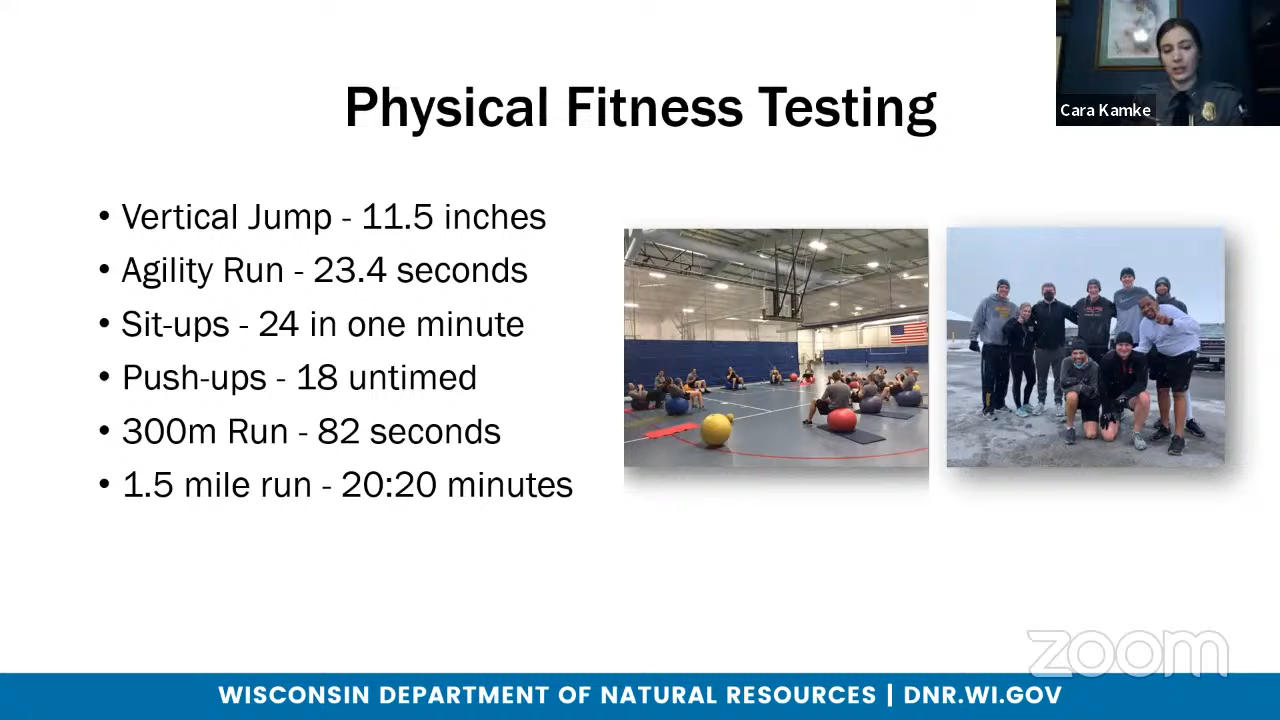 Physical Fitness Testing
Cara Kamke
• Vertical Jump - 11.5 inches
• Agility Run - 23.4 seconds
• Sit-ups - 24 in one minute
• Push-ups - 18 untimed
• 300m Run - 82 seconds
• 1.5 mile run - 20:20 minutes
zoom
WISCONSIN DEPARTMENT OF NATURAL RESOURCES | DNR.WI.GOV